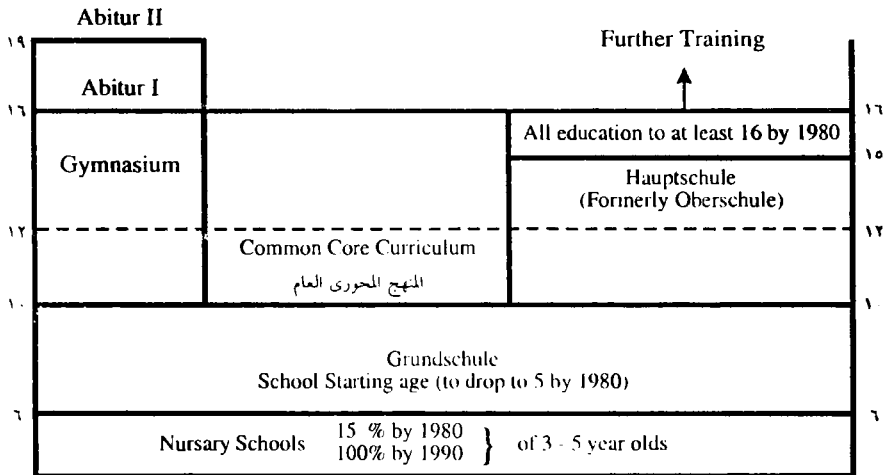 Abitur II
١٩
Further Training
Abitur I
١٦ ١٦
All education to at least 16 by 1980
١٥
Gymnasium
Hauptschule
(Formerly Oberschule)
١٢ ١٢
Common Core Curriculum
المنهج المحورى العام
١٠ ١٠
Grundschule
School Starting age (to drop to 5 by 1980)
٦ ٦
Nursary Schools 15 % by 1980 } of 3 - 5 year olds
100% by 1990